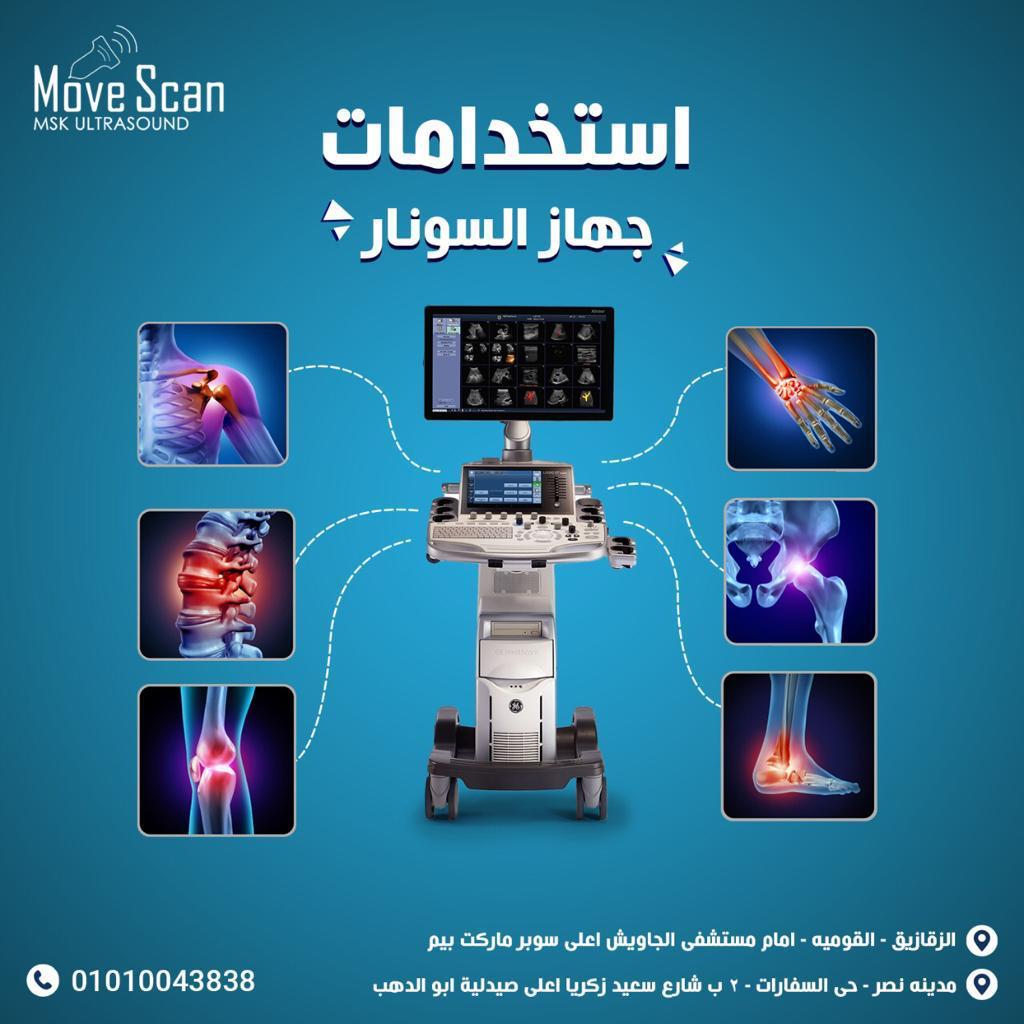 Move Scan
MSK ULTRASOUND
استخدامات
جهاز السونار
الزقازيق - القوميه - امام مستشفى الجاويش اعلى سوبر ماركت بيم
مدينه نصر - حى السفارات - ٢ ب شارع سعيد زكريا اعلى صيدلية ابو الدهب
01010043838